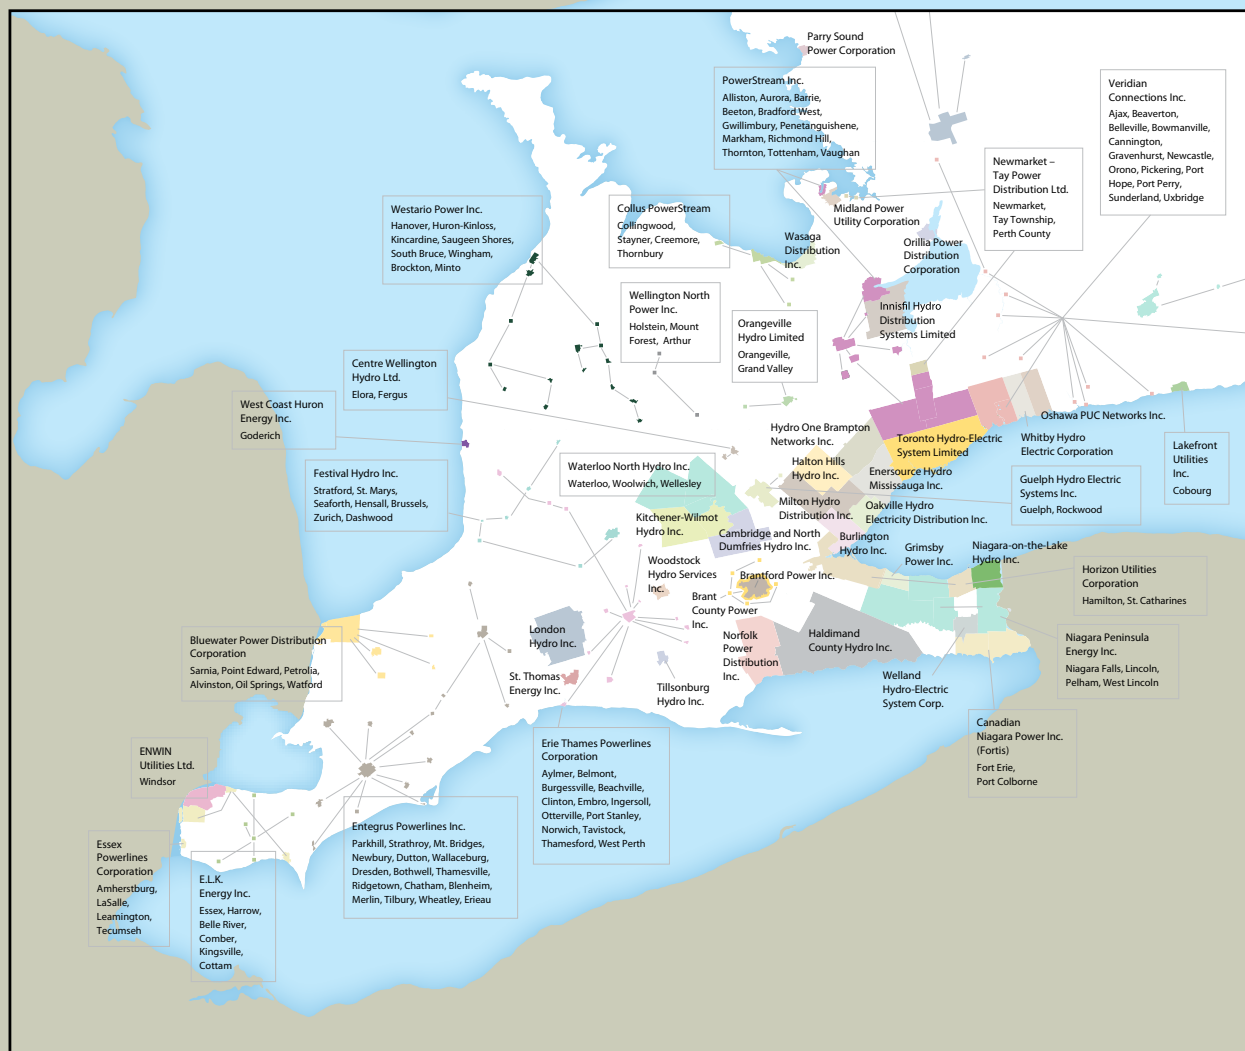 Parry Sound
Power Corporation
PowerStream Inc.
Alliston, Aurora, Barrie,
Beeton, Bradford West,
Gwillimbury, Penetanguishene,
Markham, Richmond Hill,
Thornton, Tottenham, Vaughan
Veridian
Connections Inc.
Ajax, Beaverton,
Belleville, Bowmanville,
Cannington,
Gravenhurst, Newcastle,
Orono, Pickering, Port
Hope, Port Perry,
Sunderland, Uxbridge
Newmarket –
Tay Power
Distribution Ltd.
Newmarket,
Tay Township,
Perth County
Westario Power Inc.
Hanover, Huron-Kinloss,
Kincardine, Saugeen Shores,
South Bruce, Wingham,
Brockton, Minto
Collus PowerStream
Collingwood,
Stayner, Creemore,
Thornbury
Midland Power
Utility Corporation
Wasaga
Distribution
Inc.
Orillia Power
Distribution
Corporation
Wellington North
Power Inc.
Holstein, Mount
Forest, Arthur
Innisfil Hydro
Distribution
Systems Limited
Orangeville
Hydro Limited
Orangeville,
Grand Valley
Centre Wellington
Hydro Ltd.
Elora, Fergus
West Coast Huron
Energy Inc.
Goderich
Oshawa PUC Networks Inc.
Hydro One Brampton
Networks Inc.
Toronto Hydro-Electric
System Limited
Whitby Hydro
Electric Corporation
Lakefront
Utilities
Inc.
Cobourg
Festival Hydro Inc.
Stratford, St. Marys,
Seaforth, Hensall, Brussels,
Zurich, Dashwood
Waterloo North Hydro Inc.
Waterloo, Woolwich, Wellesley
Halton Hills
Hydro Inc.
Enersource Hydro
Mississauga Inc.
Guelph Hydro Electric
Systems Inc.
Guelph, Rockwood
Milton Hydro
Distribution Inc.
Oakville Hydro
Electricity Distribution Inc.
Kitchener-Wilmot
Hydro Inc.
Cambridge and North
Dumfries Hydro Inc.
Burlington
Hydro Inc.
Grimsby
Power Inc.
Niagara-on-the-Lake
Hydro Inc.
Woodstock
Hydro Services
Inc.
Brantford Power Inc.
Horizon Utilities
Corporation
Hamilton, St. Catharines
Brant
County Power
Inc.
London
Hydro Inc.
Norfolk
Power
Distribution
Inc.
Haldimand
County Hydro Inc.
Niagara Peninsula
Energy Inc.
Niagara Falls, Lincoln,
Pelham, West Lincoln
Bluewater Power Distribution
Corporation
Sarnia, Point Edward, Petrolia,
Alvinston, Oil Springs, Watford
St. Thomas
Energy Inc.
Tillsonburg
Hydro Inc.
Welland
Hydro-Electric
System Corp.
Canadian
Niagara Power Inc.
(Fortis)
Fort Erie,
Port Colborne
ENWIN
Utilities Ltd.
Windsor
Erie Thames Powerlines
Corporation
Aylmer, Belmont,
Burgessville, Beachville,
Clinton, Embro, Ingersoll,
Otterville, Port Stanley,
Norwich, Tavistock,
Thamesford, West Perth
Entegrus Powerlines Inc.
Parkhill, Strathroy, Mt. Bridges,
Newbury, Dutton, Wallaceburg,
Dresden, Bothwell, Thamesville,
Ridgetown, Chatham, Blenheim,
Merlin, Tilbury, Wheatley, Erieau
Essex
Powerlines
Corporation
Amherstburg,
LaSalle,
Leamington,
Tecumseh
E.L.K.
Energy Inc.
Essex, Harrow,
Belle River,
Comber,
Kingsville,
Cottam